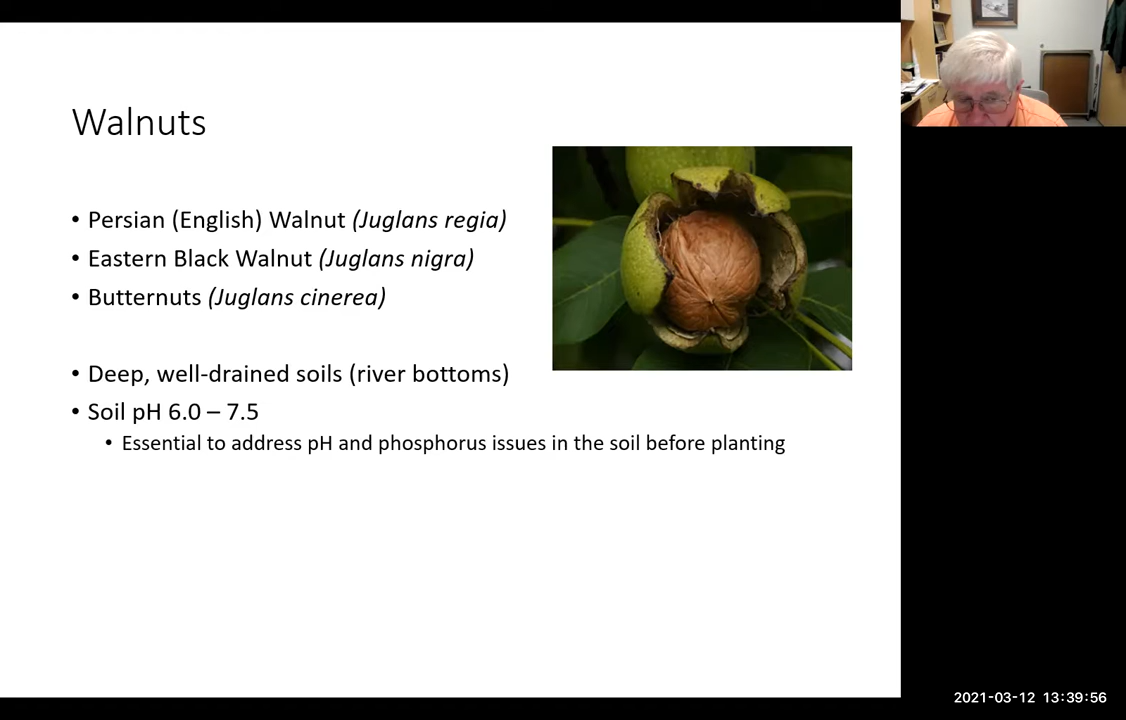 Walnuts
• Persian (English) Walnut (Juglans regia)
• Eastern Black Walnut (Juglans nigra)
• Butternuts (Juglans cinerea)
• Deep, well-drained soils (river bottoms)
• Soil pH 6.0 – 7.5
• Essential to address pH and phosphorus issues in the soil before planting
2021-03-12 13:39:56